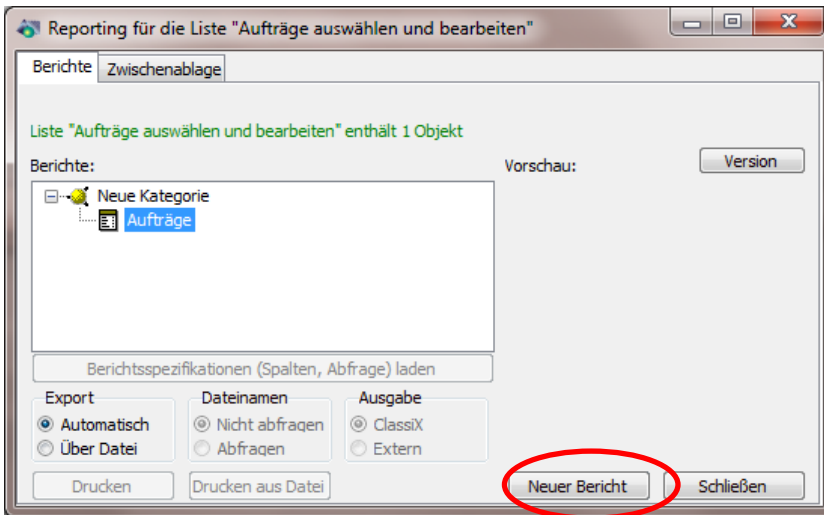 Reporting für die Liste "Aufträge auswählen und bearbeiten"
Berichte Zwischenablage
Liste "Aufträge auswählen und bearbeiten" enthält 1 Objekt
Berichte: Vorschau: Version
Neue Kategorie
Aufträge
Berichtsspezifikationen (Spalten, Abfrage) laden
Export Dateinamen Ausgabe
Automatisch Nicht abfragen ClassiX
Über Datei Abfragen Extern
Drucken Drucken aus Datei Neuer Bericht Schließen